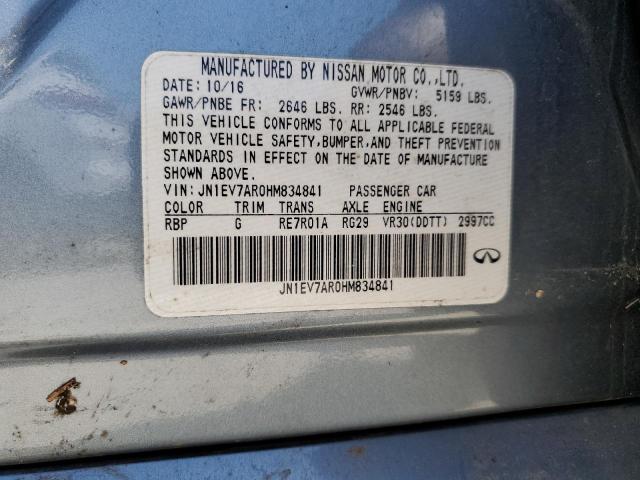 MANUFACTURED BY NISSAN MOTOR CO.,LTD.
DATE: 10/16 GVWR/PNBV: 5159 LBS.
GAWR/PNBE FR: 2646 LBS. RR: 2546 LBS.
THIS VEHICLE CONFORMS TO ALL APPLICABLE FEDERAL
MOTOR VEHICLE SAFETY,BUMPER,AND THEFT PREVENTION
STANDARDS IN EFFECT ON THE DATE OF MANUFACTURE
SHOWN ABOVE.
VIN: JN1EV7AR0HM834841 PASSENGER CAR
COLOR TRIM TRANS AXLE ENGINE
RBP G RE7R01A RG29 VR30(DDTT) 2997CC
JN1EV7AR0HM834841